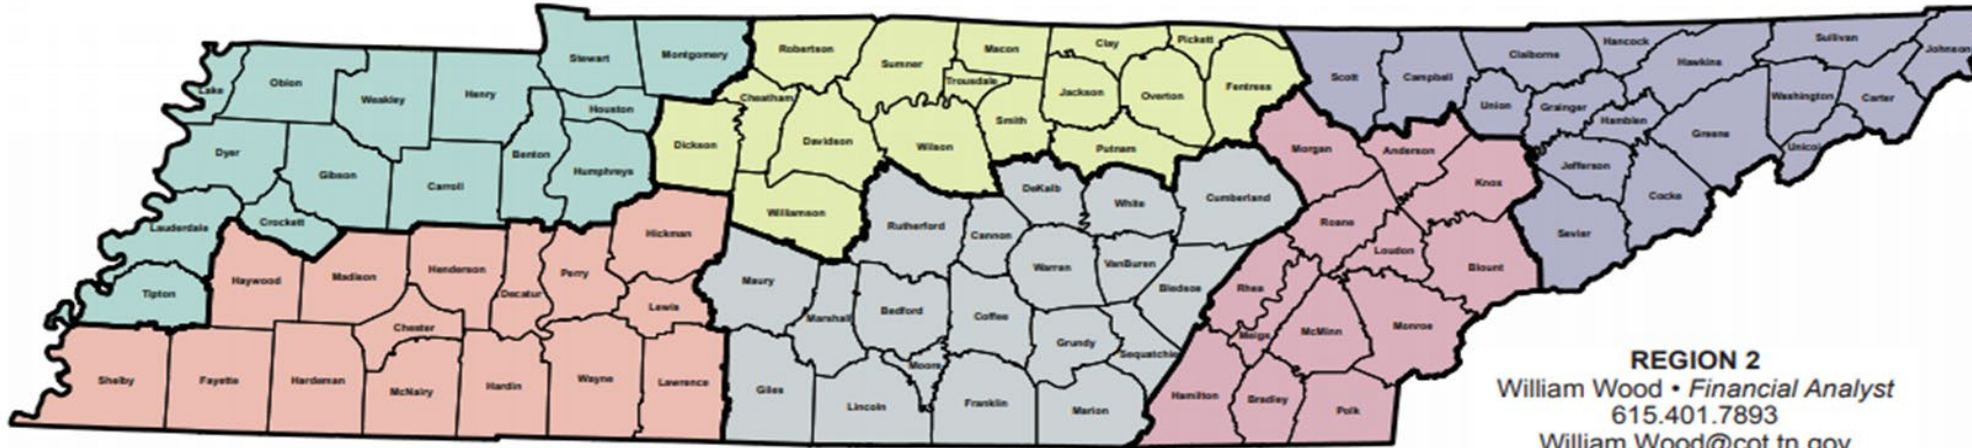 Stewart
Montgomery
Robertson
Sumner
Macon
Clay
Pickett
Trousdale
Scott
Campbell
Claiborne
Hancock
Hawkins
Sullivan
Johnson
Lake
Obion
Weakley
Henry
Houston
Cheatham
Davidson
Wilson
Smith
Jackson
Overton
Fentress
Union
Grainger
Hamblen
Greene
Washington
Carter
Unicoi
Dyer
Gibson
Carroll
Benton
Humphreys
Dickson
Williamson
Putnam
Morgan
Anderson
Knox
Jefferson
Cocke
Sevier
Lauderdale
Crockett
Tipton
Hickman
Rutherford
Cannon
DeKalb
White
Cumberland
Roane
Loudon
Blount
Haywood
Madison
Henderson
Decatur
Perry
Lewis
Maury
Marshall
Bedford
Coffee
Warren
VanBuren
Bledsoe
Rhea
Meigs
McMinn
Monroe
Chester
Moore
Grundy
Sequatchie
Shelby
Fayette
Hardeman
McNairy
Hardin
Wayne
Lawrence
Giles
Lincoln
Franklin
Marion
Hamilton
Bradley
Polk
REGION 2
William Wood • Financial Analyst
615.401.7893
William.Wood@cot.tn.gov